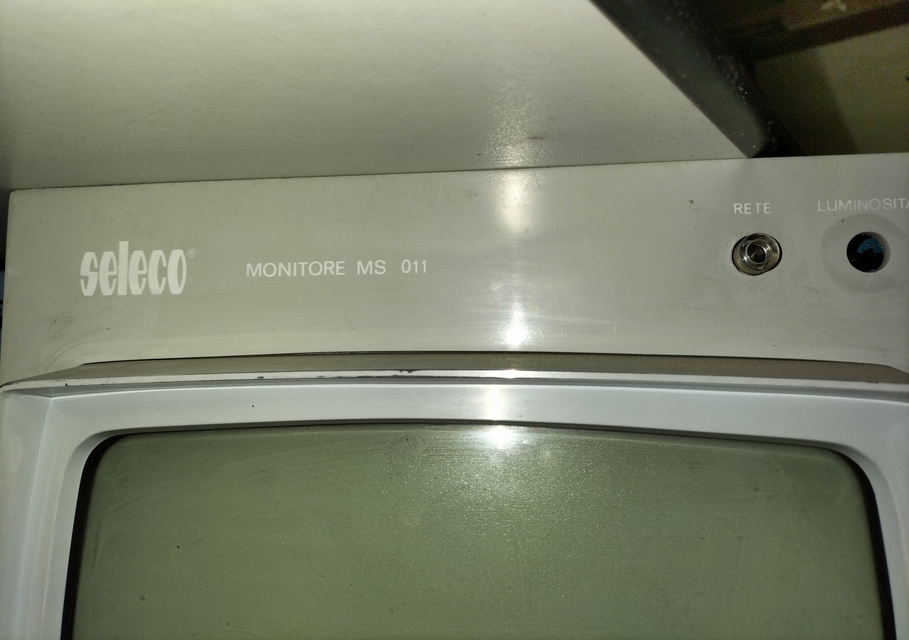 seleco®
MONITORE MS 011
RETE
LUMINOSITA